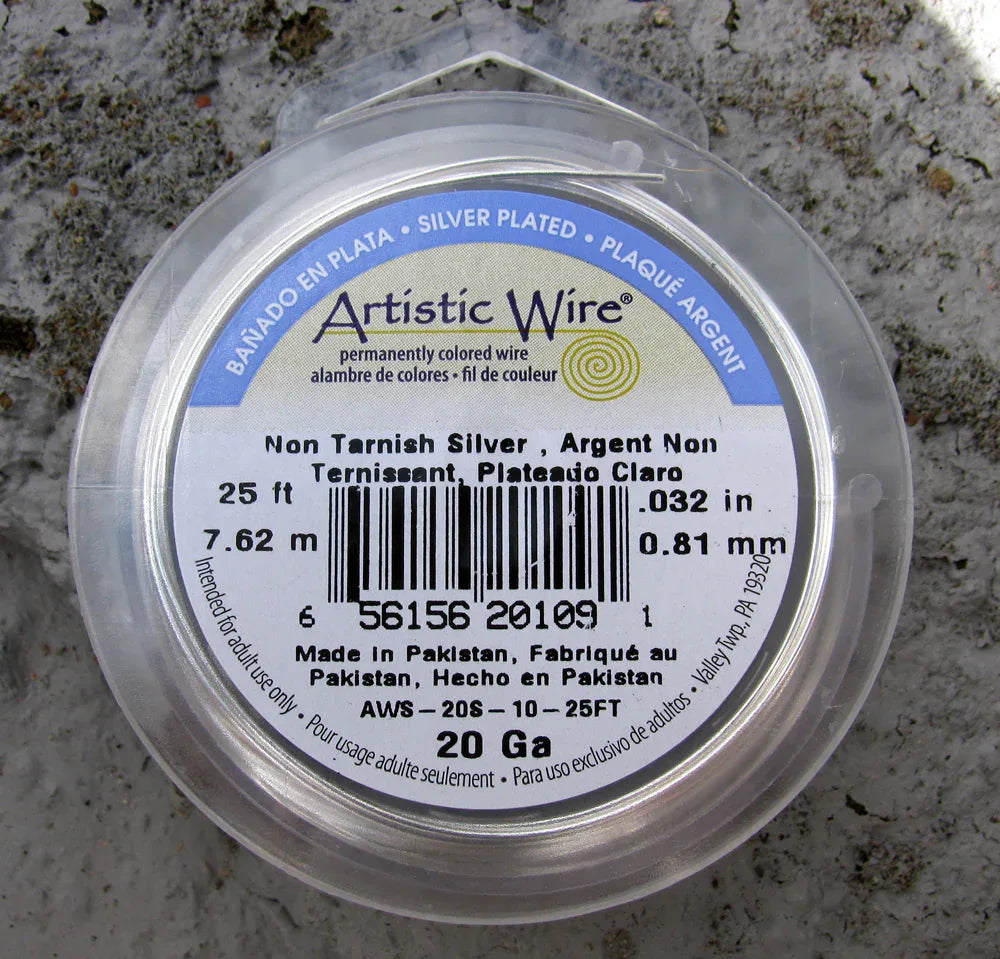 BAÑADO EN PLATA • SILVER PLATED • PLAQUÉ ARGENT
Artistic Wire®
permanently colored wire
alambre de colores • fil de couleur
Non Tarnish Silver , Argent Non
Ternissant, Plateado Claro
25 ft
.032 in
7.62 m
0.81 mm
6 56156 20109 1
Made in Pakistan, Fabriqué au
Pakistan, Hecho en Pakistan
AWS-20S-10-25FT
20 Ga
Intended for adult use only • Pour usage adulte seulement • Para uso exclusivo de adultos • Valley Twp., PA 19320